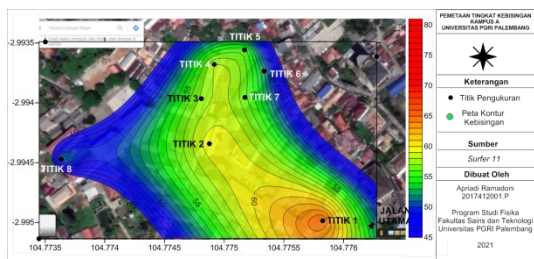 PEMETAAN TINGKAT KEBISINGAN
KAMPUS A
UNIVERSITAS PGRI PALEMBANG
Keterangan
Titik Pengukuran
Peta Kontur
Kebisingan
Sumber
Surfer 11
Dibuat Oleh
Apriadi Ramadoni
2017412001.P
Program Studi Fisika
Fakultas Sains dan Teknologi
Universitas PGRI Palembang
2021
-2.9935
-2.994
-2.9945
-2.995
104.7735
104.774
104.7745
104.775
104.7755
104.776
TITIK 5
TITIK 4
TITIK 6
TITIK 3
TITIK 7
TITIK 2
TITIK 8
TITIK 1
JALAN
UTAMA
55
60
55
80
75
70
65
60
55
50
45